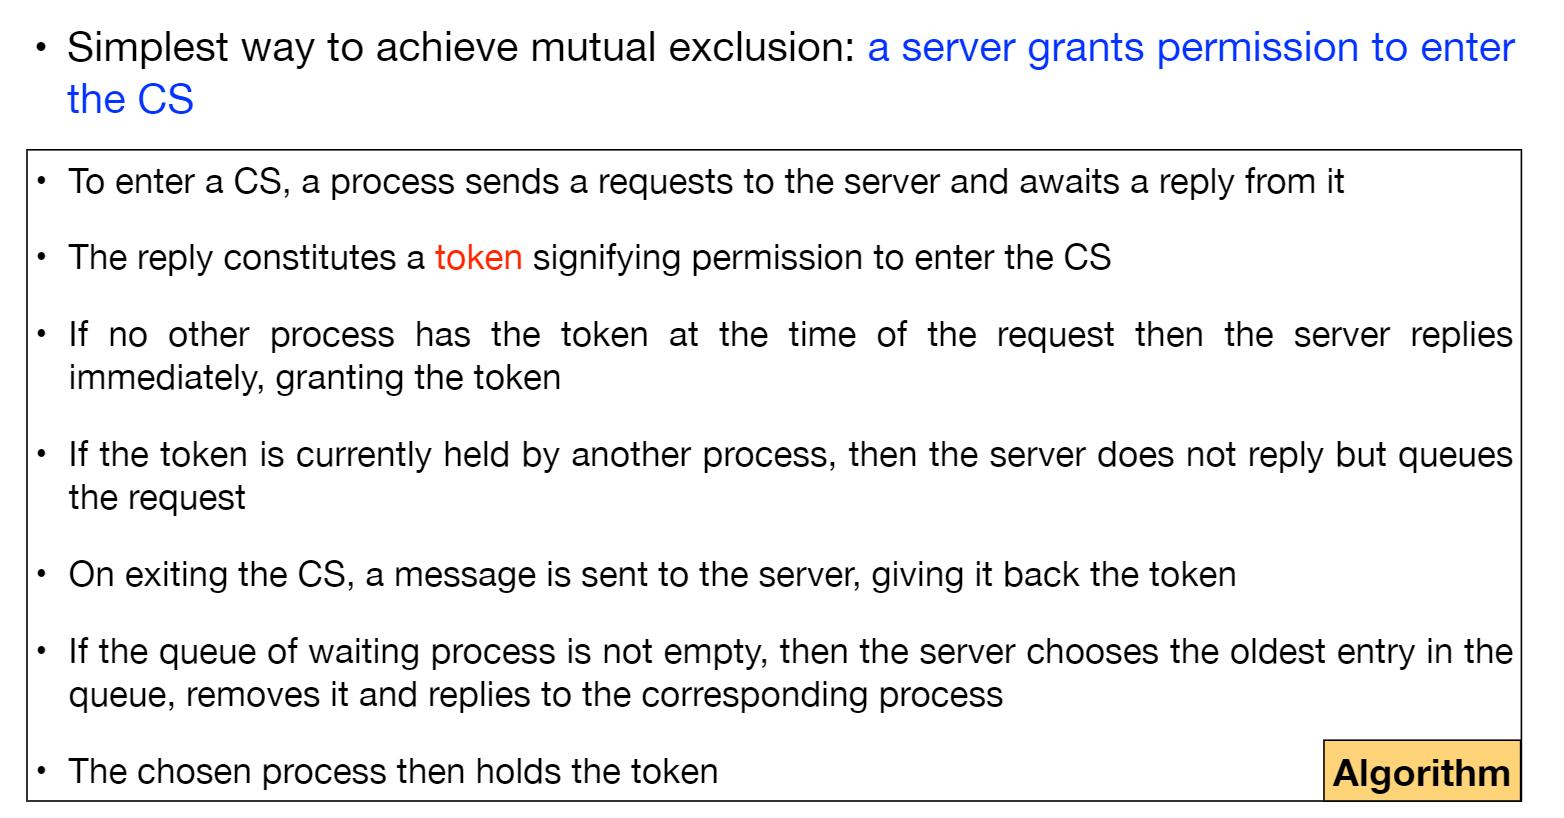 • Simplest way to achieve mutual exclusion: a server grants permission to enter
the CS
• To enter a CS, a process sends a requests to the server and awaits a reply from it
• The reply constitutes a token signifying permission to enter the CS
• If no other process has the token at the time of the request then the server replies
immediately, granting the token
• If the token is currently held by another process, then the server does not reply but queues
the request
• On exiting the CS, a message is sent to the server, giving it back the token
• If the queue of waiting process is not empty, then the server chooses the oldest entry in the
queue, removes it and replies to the corresponding process
• The chosen process then holds the token
Algorithm